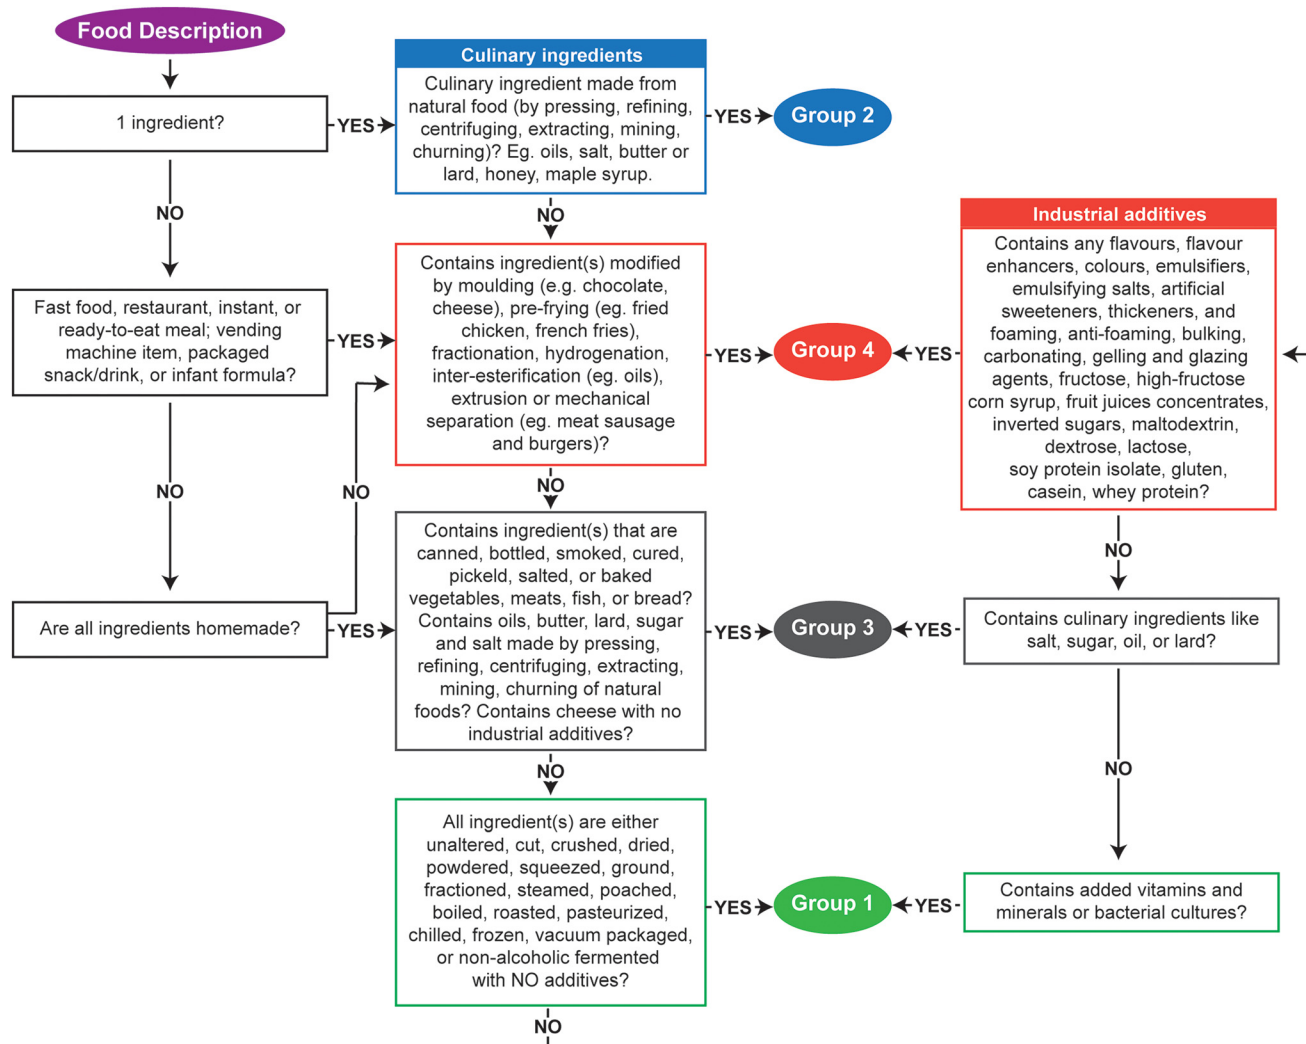 Food Description
1 ingredient?
YES
Culinary ingredients
Culinary ingredient made from
natural food (by pressing, refining,
centrifuging, extracting, mining,
churning)? Eg. oils, salt, butter or
lard, honey, maple syrup.
YES
Group 2
NO
NO
Fast food, restaurant, instant, or
ready-to-eat meal; vending
machine item, packaged
snack/drink, or infant formula?
YES
Contains ingredient(s) modified
by moulding (e.g. chocolate,
cheese), pre-frying (eg. fried
chicken, french fries),
fractionation, hydrogenation,
inter-esterification (eg. oils),
extrusion or mechanical
separation (eg. meat sausage
and burgers)?
YES
Group 4
YES
Industrial additives
Contains any flavours, flavour
enhancers, colours, emulsifiers,
emulsifying salts, artificial
sweeteners, thickeners, and
foaming, anti-foaming, bulking,
carbonating, gelling and glazing
agents, fructose, high-fructose
corn syrup, fruit juices concentrates,
inverted sugars, maltodextrin,
dextrose, lactose,
soy protein isolate, gluten,
casein, whey protein?
NO
NO
NO
NO
Are all ingredients homemade?
YES
Contains ingredient(s) that are
canned, bottled, smoked, cured,
pickeld, salted, or baked
vegetables, meats, fish, or bread?
Contains oils, butter, lard, sugar
and salt made by pressing,
refining, centrifuging, extracting,
mining, churning of natural
foods? Contains cheese with no
industrial additives?
YES
Group 3
YES
Contains culinary ingredients like
salt, sugar, oil, or lard?
NO
NO
All ingredient(s) are either
unaltered, cut, crushed, dried,
powdered, squeezed, ground,
fractioned, steamed, poached,
boiled, roasted, pasteurized,
chilled, frozen, vacuum packaged,
or non-alcoholic fermented
with NO additives?
YES
Group 1
YES
Contains added vitamins and
minerals or bacterial cultures?
NO